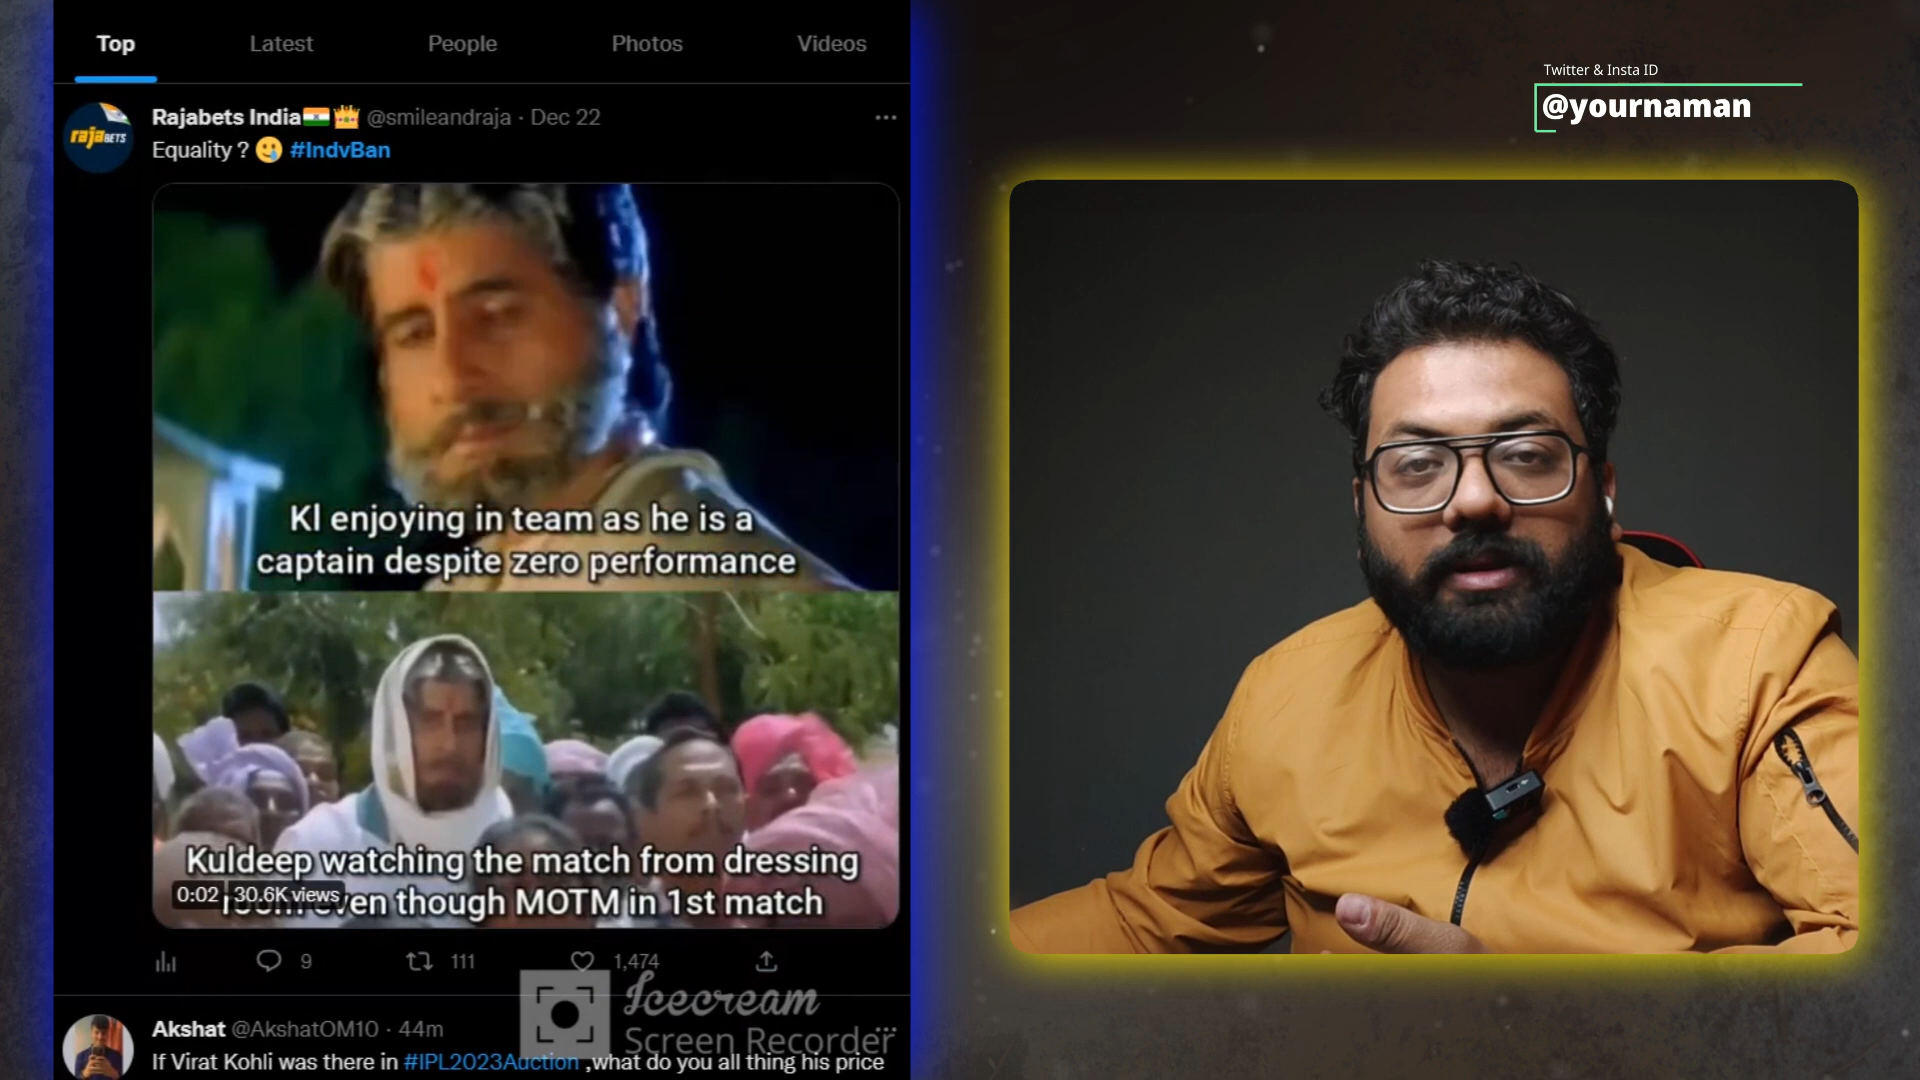 Top Latest People Photos Videos
Twitter & Insta ID
@yournaman
raja BETS
Rajabets India @smileandraja · Dec 22
Equality ? #IndvBan
Kl enjoying in team as he is a
captain despite zero performance
Kuldeep watching the match from dressing
0:02 30.6K views
even though MOTM in 1st match
9 111 1,474
Icecream
Screen Recorder
Akshat @AkshatOM10 · 44m
If Virat Kohli was there in #IPL2023Auction ,what do you all thing his price